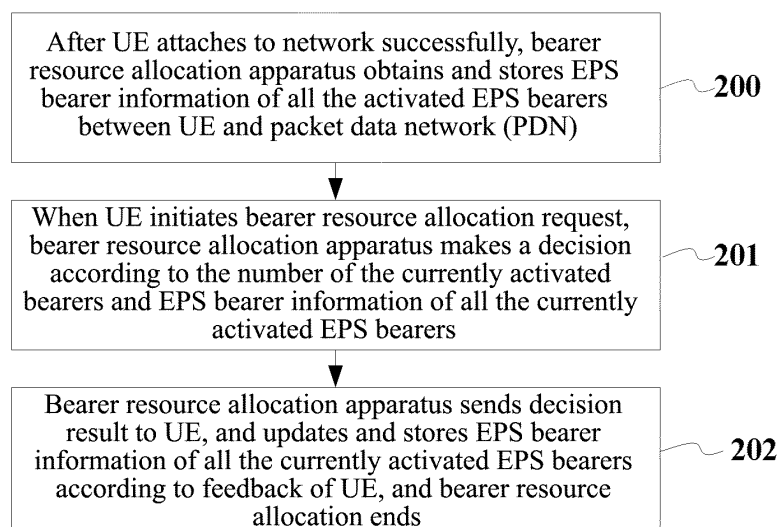 After UE attaches to network successfully, bearer
resource allocation apparatus obtains and stores EPS
bearer information of all the activated EPS bearers
between UE and packet data network (PDN)
200
When UE initiates bearer resource allocation request,
bearer resource allocation apparatus makes a decision
according to the number of the currently activated
bearers and EPS bearer information of all the currently
activated EPS bearers
201
Bearer resource allocation apparatus sends decision
result to UE, and updates and stores EPS bearer
information of all the currently activated EPS bearers
according to feedback of UE, and bearer resource
allocation ends
202